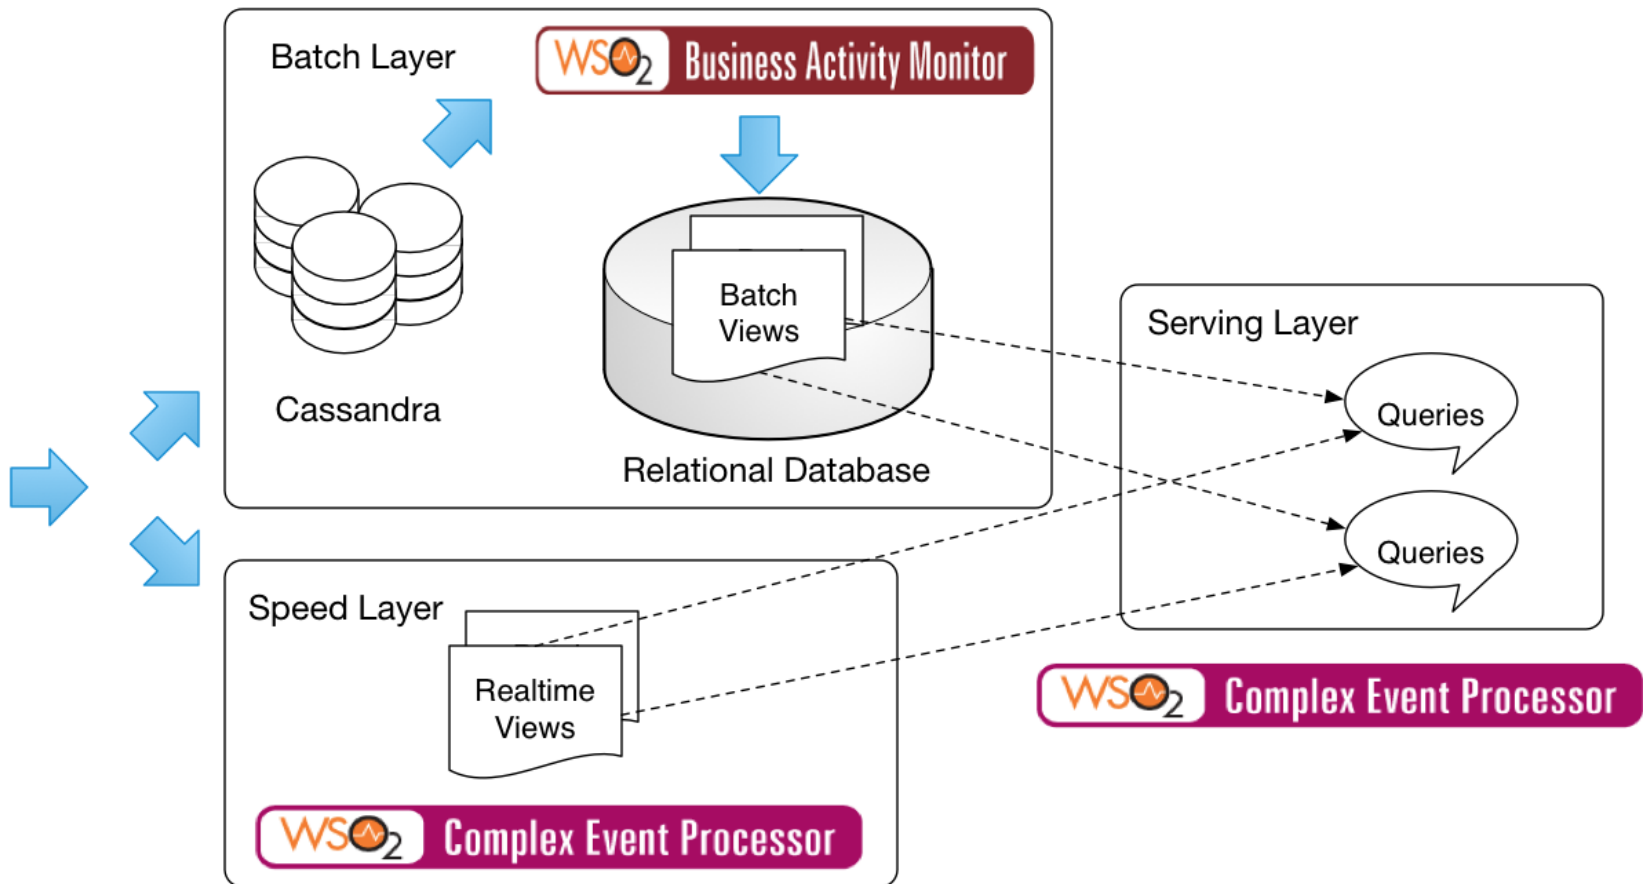 Batch Layer
WSO2 Business Activity Monitor
Batch
Views
Cassandra
Relational Database
Serving Layer
Queries
Queries
Speed Layer
Realtime
Views
WSO2 Complex Event Processor
WSO2 Complex Event Processor